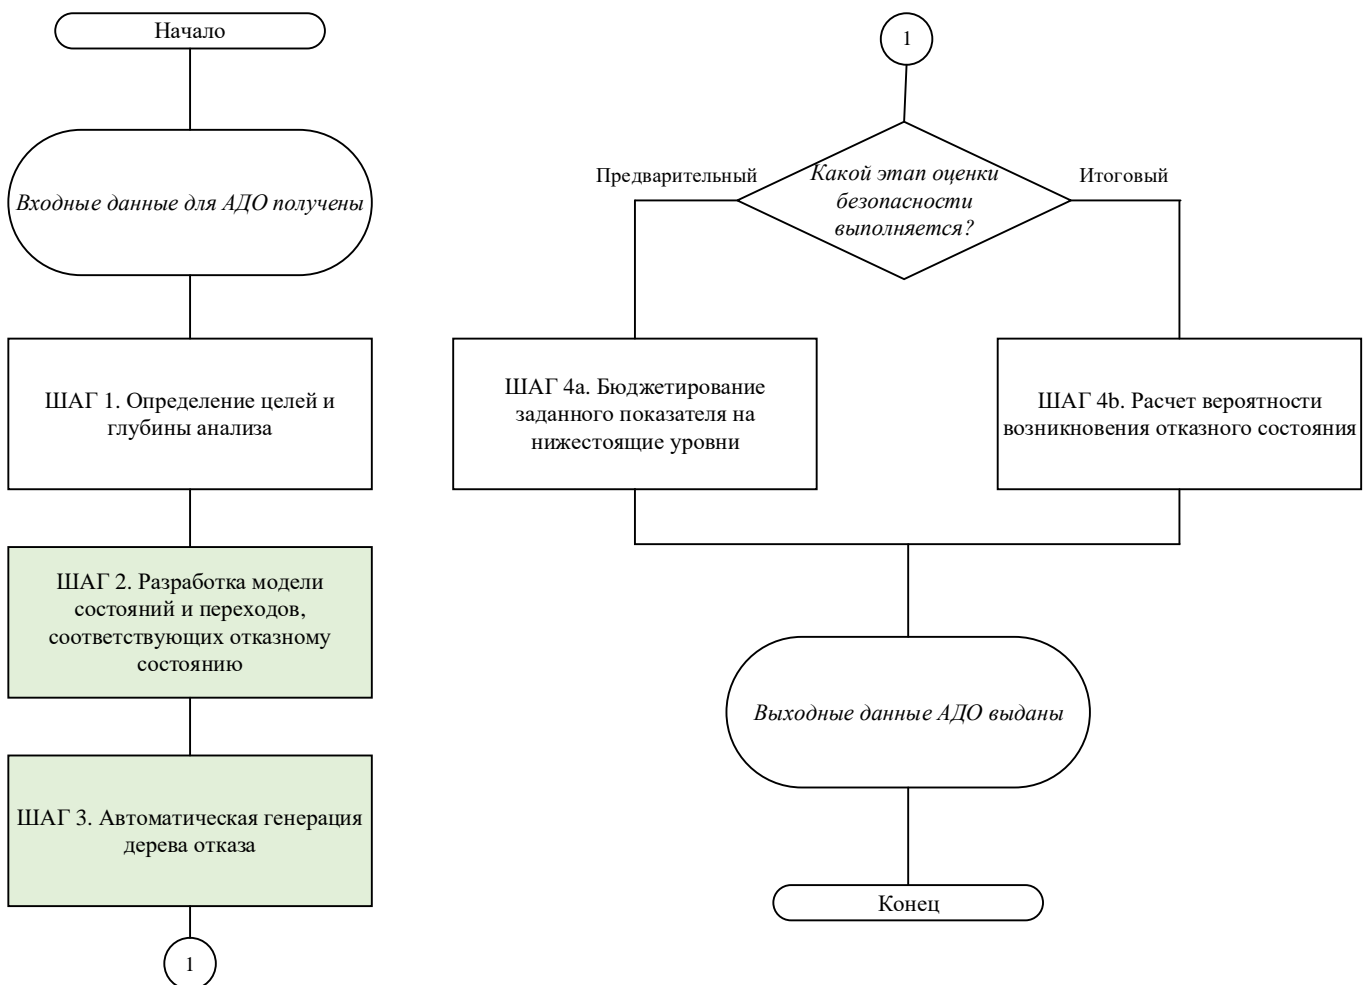 Начало
Входные данные для АДО получены
ШАГ 1. Определение целей и
глубины анализа
ШАГ 2. Разработка модели
состояний и переходов,
соответствующих отказному
состоянию
ШАГ 3. Автоматическая генерация
дерева отказа
1
1
Какой этап оценки
безопасности
выполняется?
Предварительный
Итоговый
ШАГ 4a. Бюджетирование
заданного показателя на
нижестоящие уровни
ШАГ 4b. Расчет вероятности
возникновения отказного состояния
Выходные данные АДО выданы
Конец